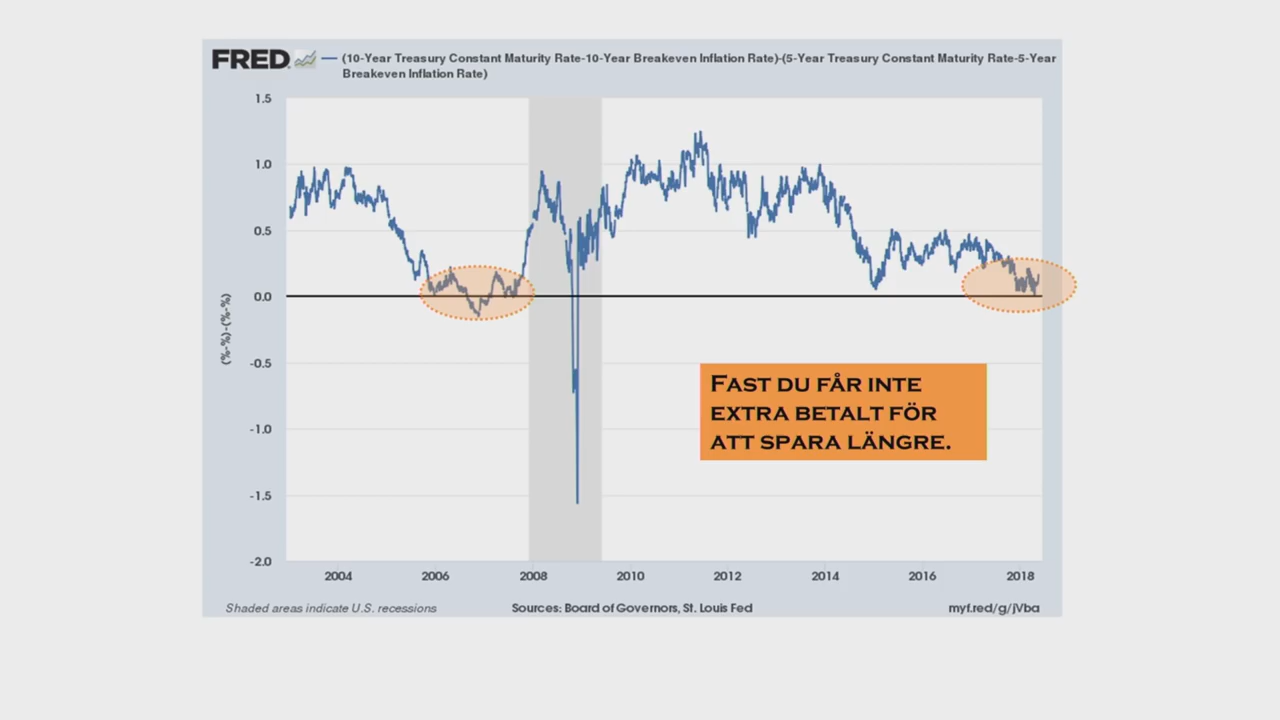 FRED (10-Year Treasury Constant Maturity Rate-10-Year Breakeven Inflation Rate)-(5-Year Treasury Constant Maturity Rate-5-Year
Breakeven Inflation Rate)
1.5
1.0
0.5
0.0
-0.5
-1.0
-1.5
-2.0
(%-%)-(%-%)
FAST DU FÅR INTE
EXTRA BETALT FÖR
ATT SPARA LÄNGRE.
2004 2006 2008 2010 2012 2014 2016 2018
Shaded areas indicate U.S. recessions Sources: Board of Governors, St. Louis Fed myf.red/g/jVba